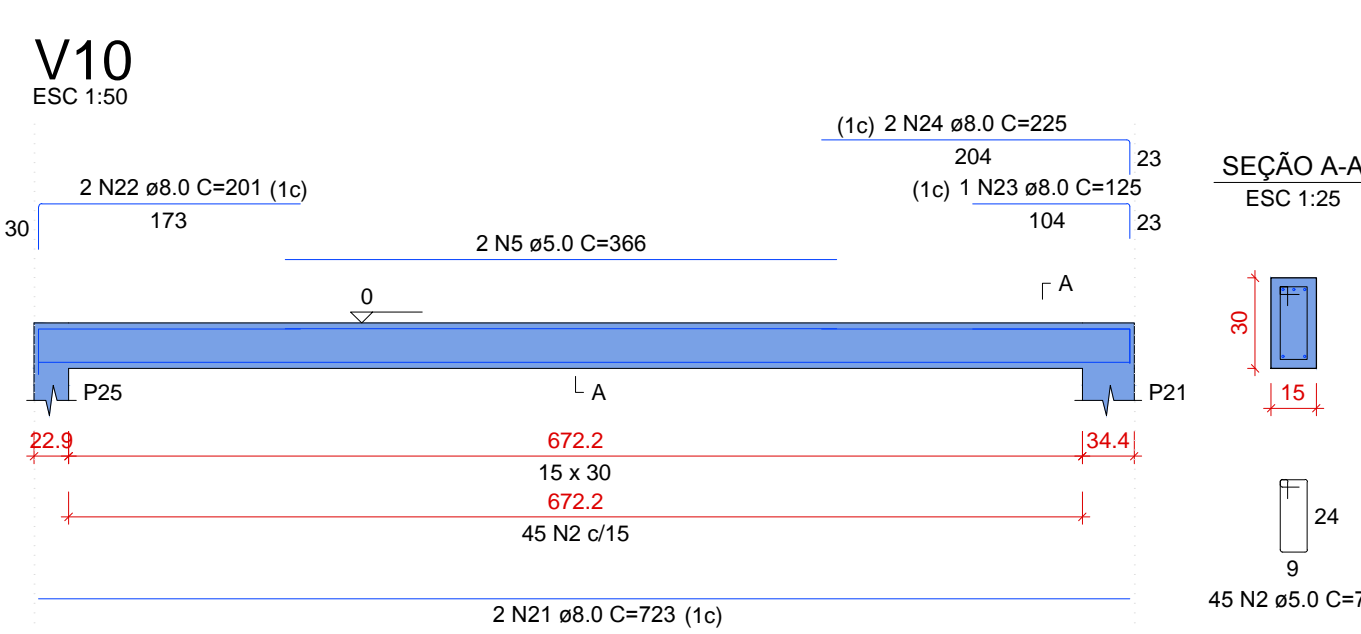 V10
ESC 1:50
(1c) 2 N24 ø8.0 C=225
204
23
SEÇÃO A-A
ESC 1:25
2 N22 ø8.0 C=201 (1c)
(1c) 1 N23 ø8.0 C=125
30
173
104
23
2 N5 ø5.0 C=366
A
0
30
P25
A
P21
15
22.9
672.2
34.4
15 x 30
672.2
45 N2 c/15
24
9
45 N2 ø5.0 C=7
2 N21 ø8.0 C=723 (1c)